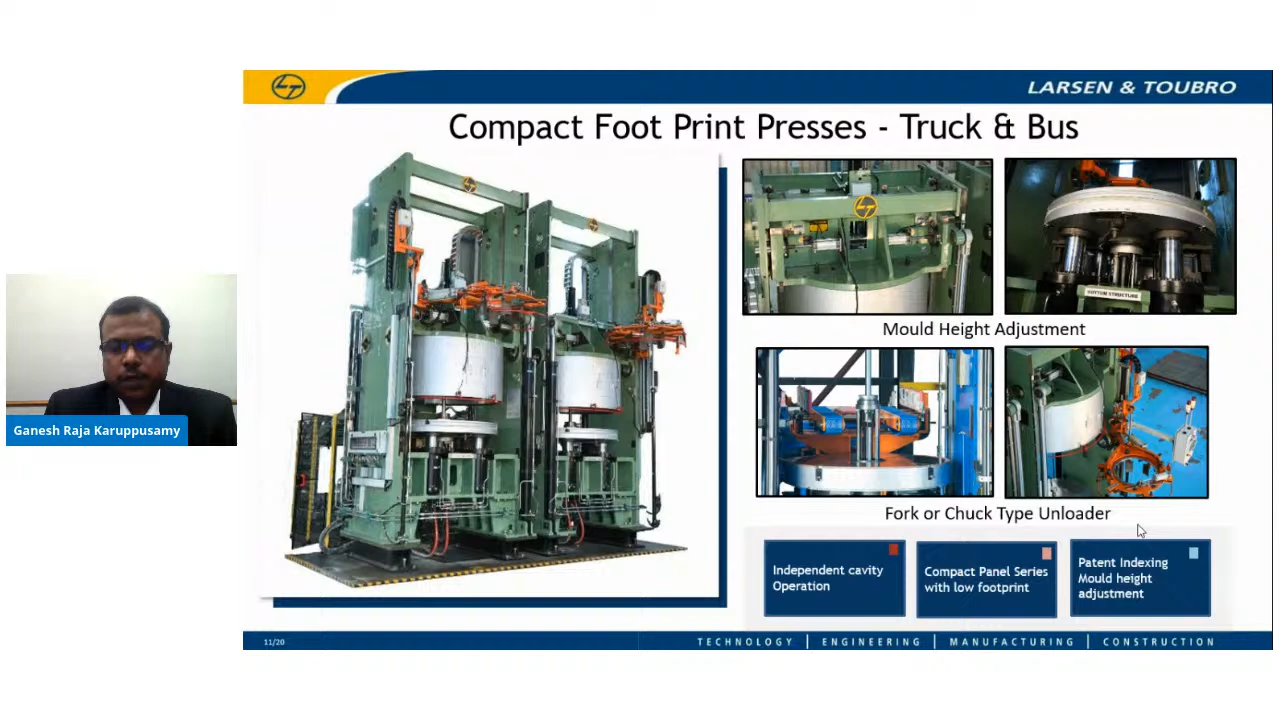 LARSEN & TOUBRO
Compact Foot Print Presses - Truck & Bus
BOTTOM STRUCTURE
Mould Height Adjustment
Ganesh Raja Karuppusamy
Fork or Chuck Type Unloader
Independent cavity
Operation
Compact Panel Series
with low footprint
Patent Indexing
Mould height
adjustment
11/20
TECHNOLOGY | ENGINEERING | MANUFACTURING | CONSTRUCTION